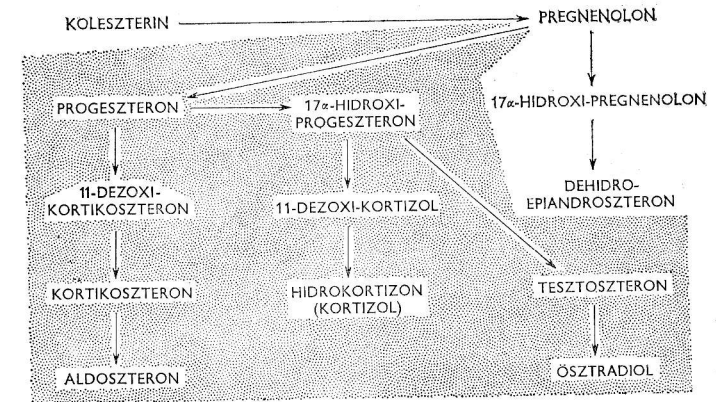 KOLESZTERIN
PREGNENOLON
PROGESZTERON
17α-HIDROXI-
PROGESZTERON
17α-HIDROXI-PREGNENOLON
11-DEZOXI-
KORTIKOSZTERON
11-DEZOXI-KORTIZOL
DEHIDRO-
EPIANDROSZTERON
KORTIKOSZTERON
HIDROKORTIZON
(KORTIZOL)
TESZTOSZTERON
ALDOSZTERON
ÖSZTRADIOL